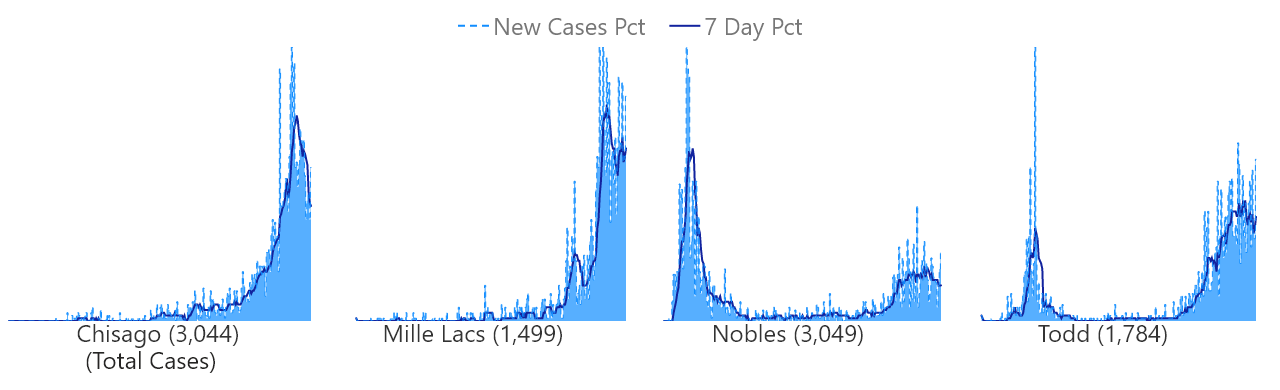 New Cases Pct 7 Day Pct
Chisago (3,044) Mille Lacs (1,499) Nobles (3,049) Todd (1,784)
(Total Cases)